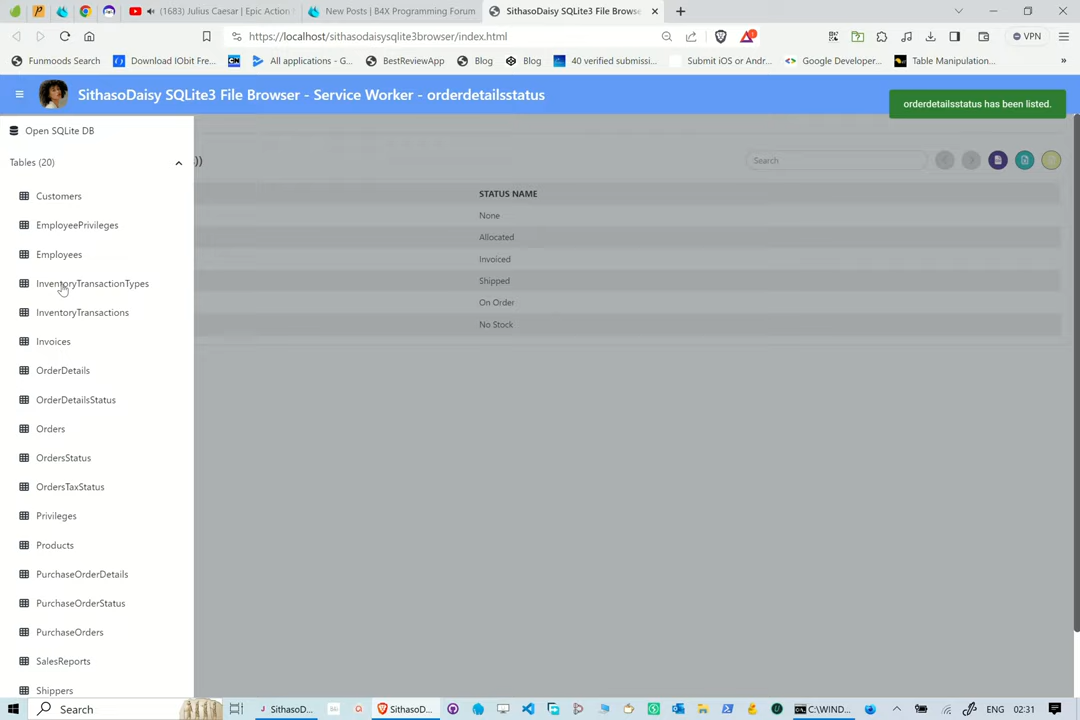 (1683) Julius Caesar | Epic Action
New Posts | B4X Programming Forum
SithasoDaisy SQLite3 File Browse
https://localhost/sithasodaisysqlite3browser/index.html
VPN
Funmoods Search
Download IObit Fre...
All applications - G...
BestReviewApp
Blog
Blog
40 verified submissi...
Submit iOS or Andr...
Google Developer...
Table Manipulation...
»
SithasoDaisy SQLite3 File Browser - Service Worker - orderdetailsstatus
orderdetailsstatus has been listed.
Open SQLite DB
Tables (20)
))
Search
STATUS NAME
None
Allocated
Invoiced
Shipped
On Order
No Stock
Customers
EmployeePrivileges
Employees
InventoryTransactionTypes
InventoryTransactions
Invoices
OrderDetails
OrderDetailsStatus
Orders
OrdersStatus
OrdersTaxStatus
Privileges
Products
PurchaseOrderDetails
PurchaseOrderStatus
PurchaseOrders
SalesReports
Shippers
Search
SithasoD...
SithasoD...
C:\WIND...
ENG
02:31